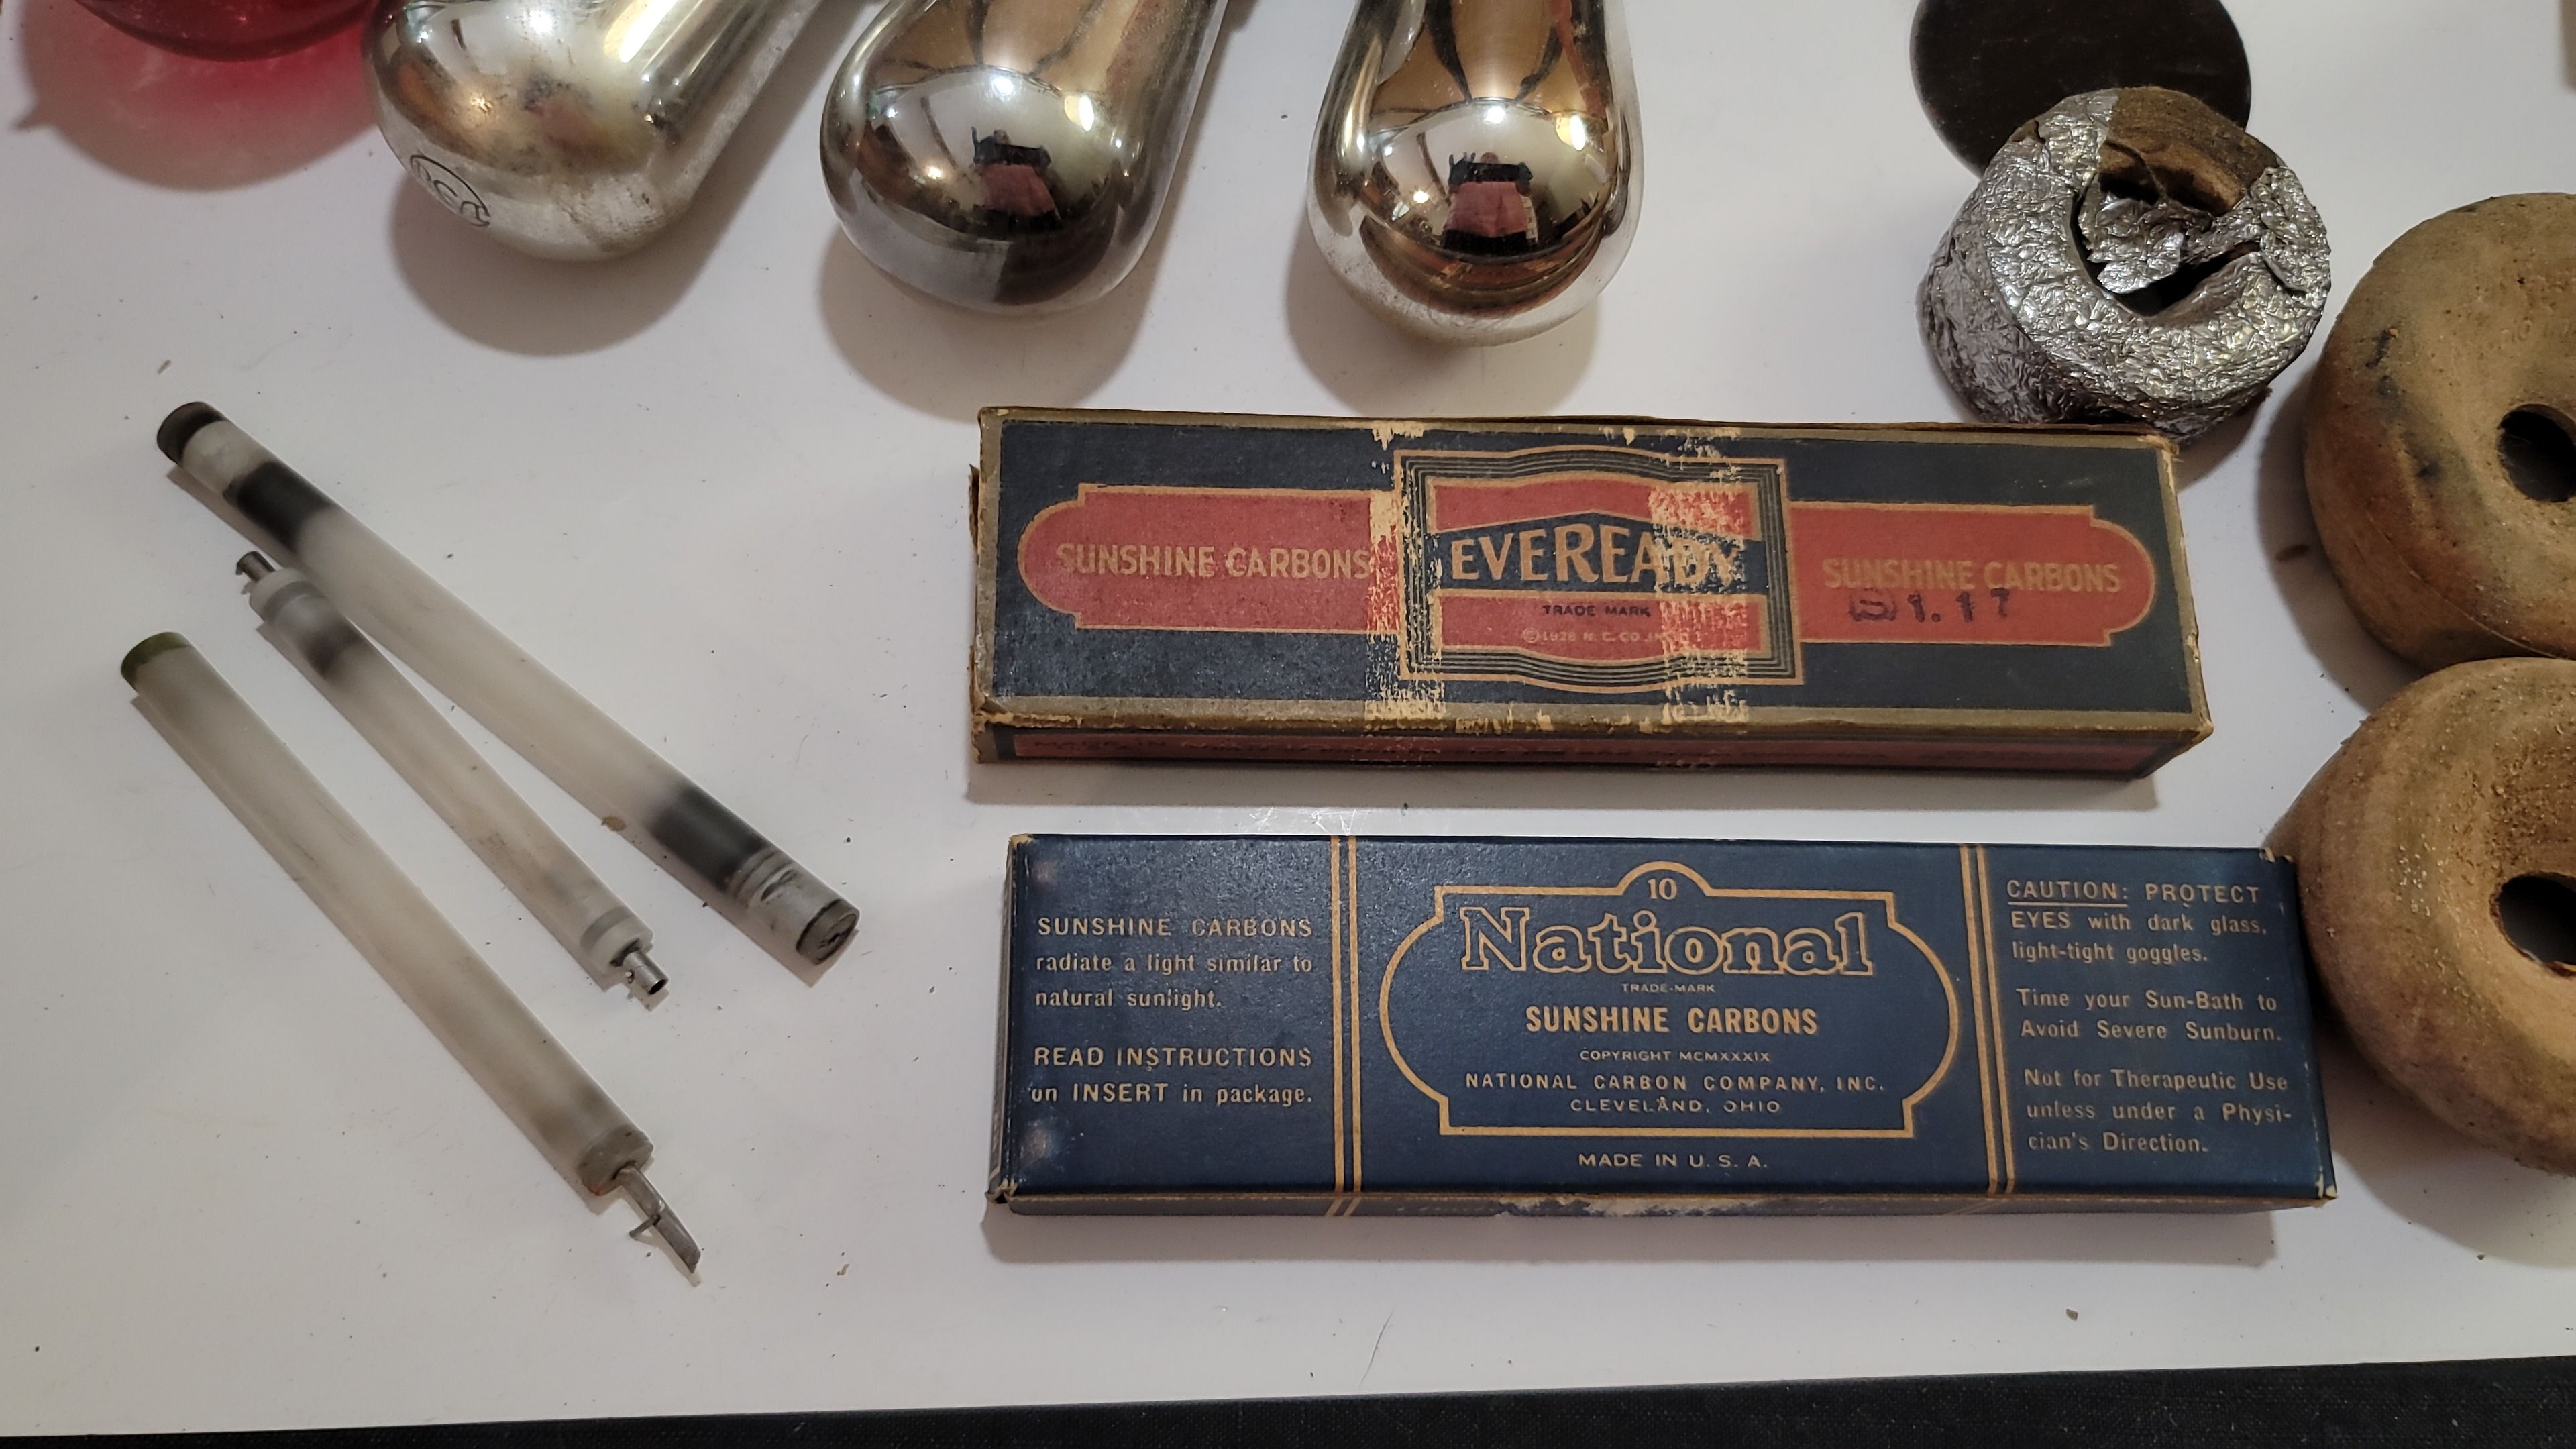 SUNSHINE CARBONS
EVEREADY
TRADE MARK
SUNSHINE CARBONS
1.17
SUNSHINE CARBONS
radiate a light similar to
natural sunlight.
READ INSTRUCTIONS
on INSERT in package.
10
National
TRADE-MARK
SUNSHINE CARBONS
COPYRIGHT MCMXXXIX
NATIONAL CARBON COMPANY, INC.
CLEVELAND, OHIO
MADE IN U. S. A.
CAUTION: PROTECT
EYES with dark glass,
light-tight goggles.
Time your Sun-Bath to
Avoid Severe Sunburn.
Not for Therapeutic Use
unless under a Physi-
cian's Direction.